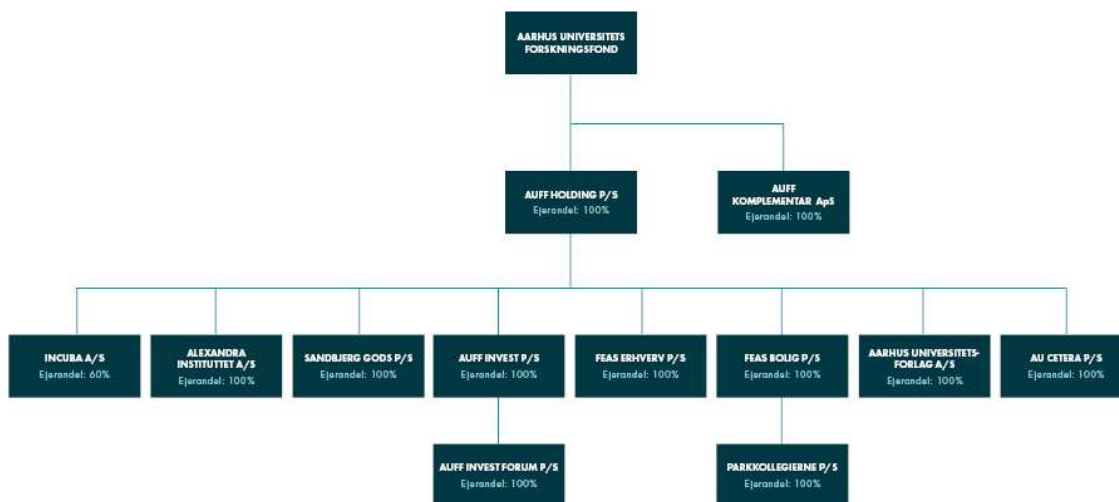 AARHUS UNIVERSITETS
FORSKNINGSFOND
AUFF HOLDING P/S
Ejerandel: 100%
AUFF
KOMPLEMENTAR ApS
Ejerandel: 100%
INCUBA A/S
Ejerandel: 60%
ALEXANDRA
INSTITUTTET A/S
Ejerandel: 100%
SANDBJERG GODS P/S
Ejerandel: 100%
AUFF INVEST P/S
Ejerandel: 100%
FEAS ERHVERV P/S
Ejerandel: 100%
FEAS BOLIG P/S
Ejerandel: 100%
AARHUS UNIVERSITETS-
FORLAG A/S
Ejerandel: 100%
AU CETERA P/S
Ejerandel: 100%
AUFF INVEST FORUM P/S
Ejerandel: 100%
PARKKOLLEGIERNE P/S
Ejerandel: 100%